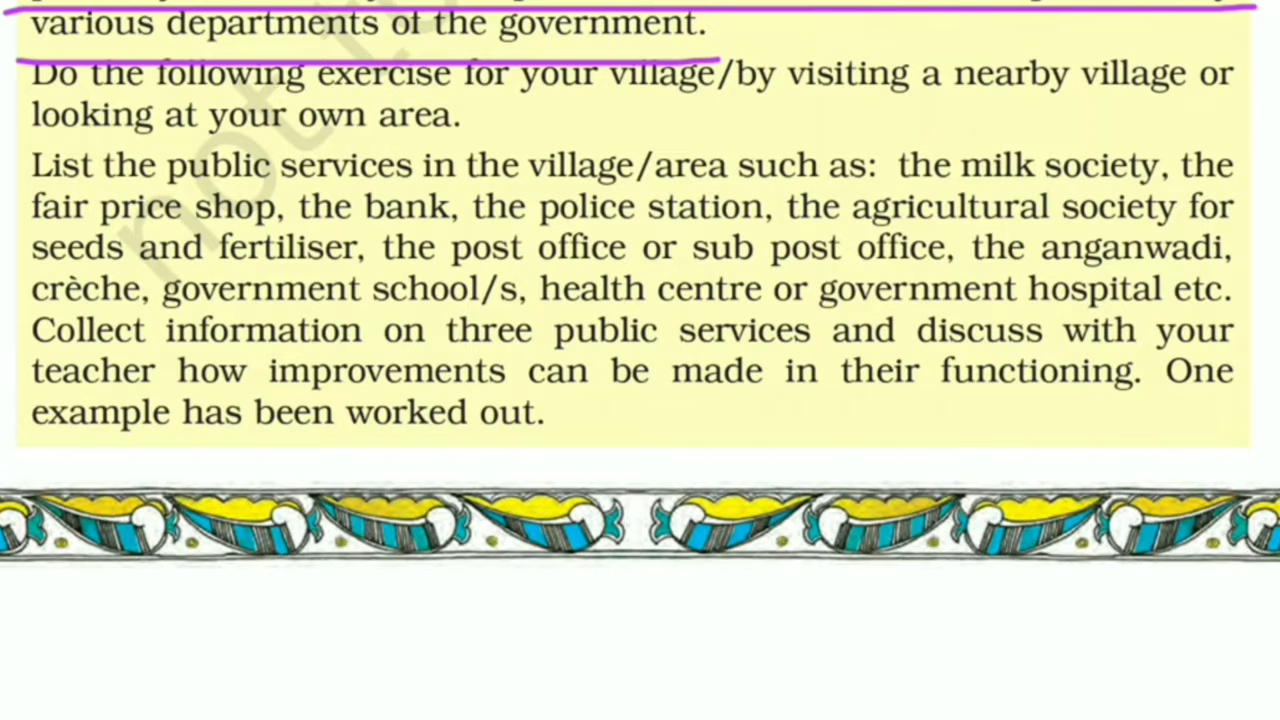 various departments of the government.
Do the following exercise for your village/by visiting a nearby village or
looking at your own area.
List the public services in the village/area such as: the milk society, the
fair price shop, the bank, the police station, the agricultural society for
seeds and fertiliser, the post office or sub post office, the anganwadi,
crèche, government school/s, health centre or government hospital etc.
Collect information on three public services and discuss with your
teacher how improvements can be made in their functioning. One
example has been worked out.
not t